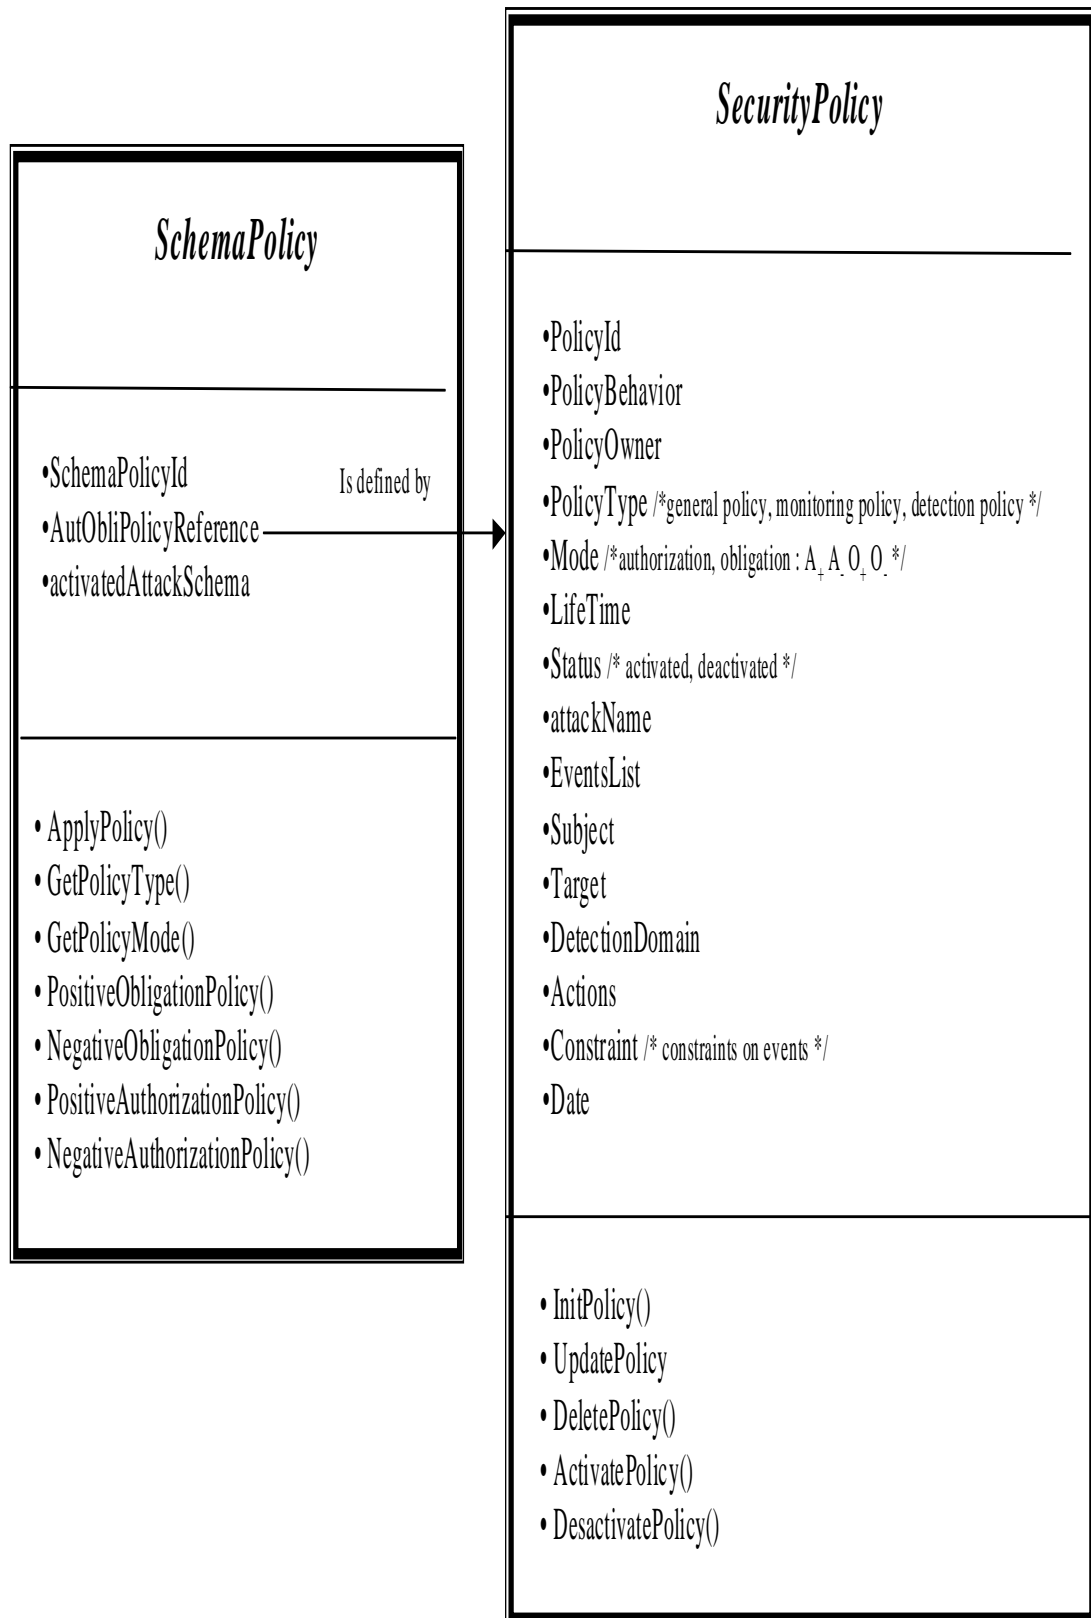 SchemaPolicy
•SchemaPolicyId
•AutObliPolicyReference
•activatedAttackSchema
Is defined by
• ApplyPolicy()
• GetPolicyType()
• GetPolicyMode()
• PositiveObligationPolicy()
• NegativeObligationPolicy()
• PositiveAuthorizationPolicy()
• NegativeAuthorizationPolicy()
SecurityPolicy
•PolicyId
•PolicyBehavior
•PolicyOwner
•PolicyType /*general policy, monitoring policy, detection policy */
•Mode /*authorization, obligation : A₊ A₋ O₊ O₋ */
•LifeTime
•Status /* activated, deactivated */
•attackName
•EventsList
•Subject
•Target
•DetectionDomain
•Actions
•Constraint /* constraints on events */
•Date
• InitPolicy()
• UpdatePolicy
• DeletePolicy()
• ActivatePolicy()
• DesactivatePolicy()